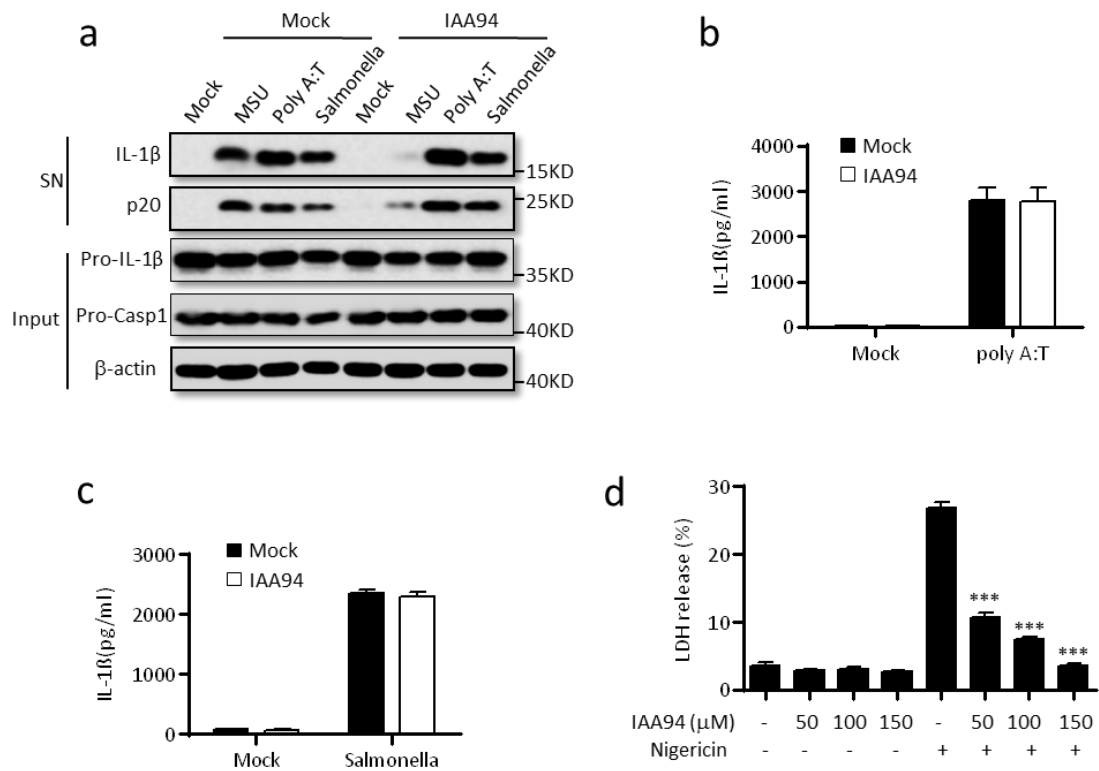 a
Mock IAA94
Mock MSU Poly A:T Salmonella Mock MSU Poly A:T Salmonella
SN
IL-1β
15KD
p20
25KD
Input
Pro-IL-1β
35KD
Pro-Casp1
40KD
β-actin
40KD
b
Mock
IAA94
IL-1ß(pg/ml)
4000
3000
2000
1000
0
Mock poly A:T
c
Mock
IAA94
IL-1ß(pg/ml)
3000
2000
1000
0
Mock Salmonella
d
LDH release (%)
30
20
10
0
*** *** ***
IAA94 (μM) - 50 100 150 - 50 100 150
Nigericin - - - - + + + +